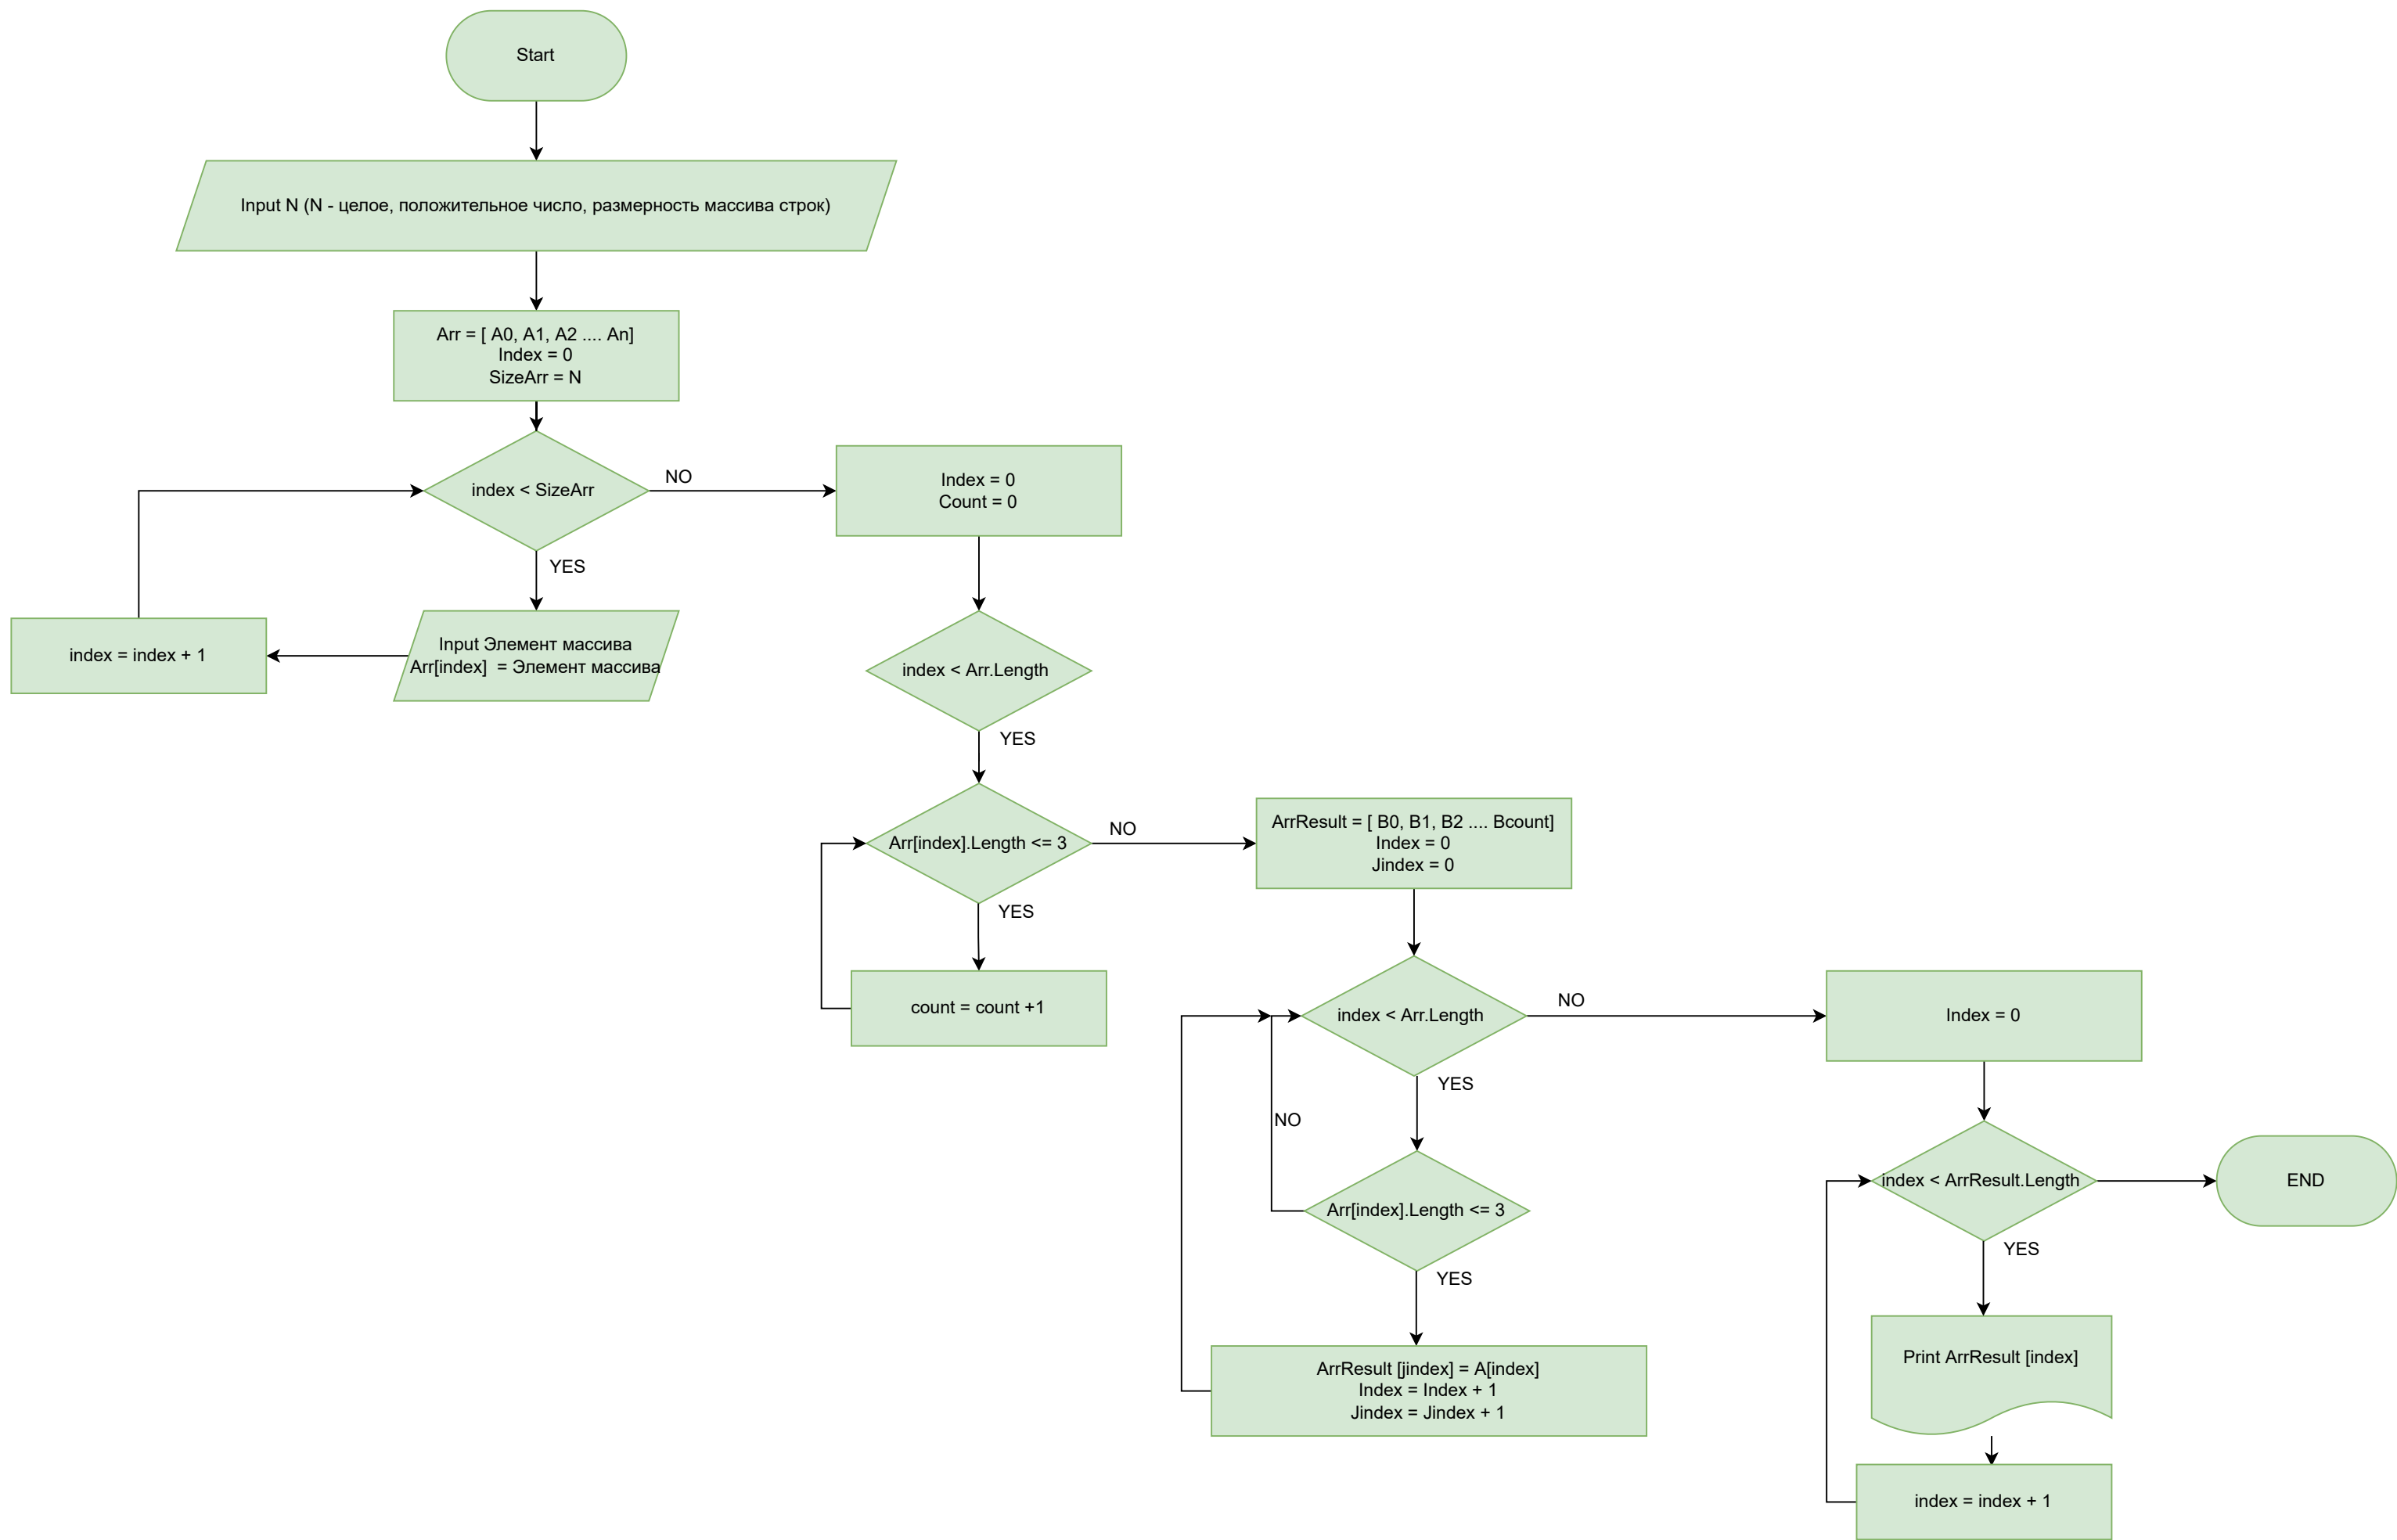 Start
Input N (N - целое, положительное число, размерность массива строк)
Arr = [ A0, A1, A2 .... An]
Index = 0
SizeArr = N
index < SizeArr
NO
Index = 0
Count = 0
YES
Input Элемент массива
Arr[index]  = Элемент массива
index = index + 1
index < Arr.Length
YES
Arr[index].Length <= 3
NO
ArrResult = [ B0, B1, B2 .... Bcount]
Index = 0
Jindex = 0
YES
count = count +1
index < Arr.Length
NO
Index = 0
YES
NO
Arr[index].Length <= 3
YES
ArrResult [jindex] = A[index]
Index = Index + 1
Jindex = Jindex + 1
index < ArrResult.Length
END
YES
Print ArrResult [index]
index = index + 1